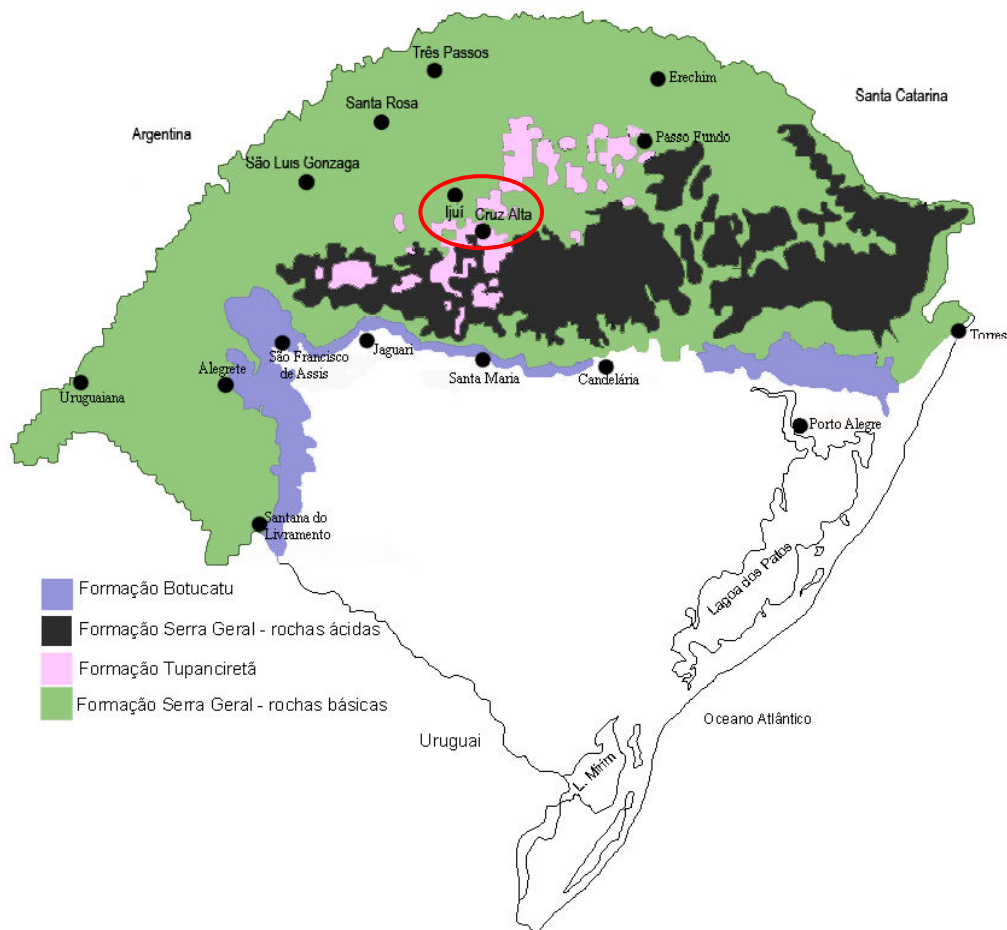 Três Passos
Erechim
Santa Catarina
Santa Rosa
Argentina
Passo Fundo
São Luis Gonzaga
Ijuí
Cruz Alta
Torres
São Francisco
de Assis
Jaguari
Santa Maria
Candelária
Alegrete
Uruguaiana
Porto Alegre
Santana do
Livramento
Lagoa dos Patos
Formação Botucatu
Formação Serra Geral - rochas ácidas
Formação Tupanciretã
Formação Serra Geral - rochas básicas
Oceano Atlântico
Uruguai
L. Mirim